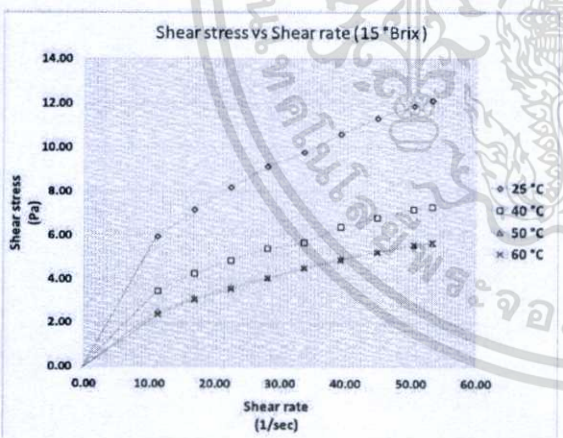 Shear stress vs Shear rate (15 °Brix)
14.00
12.00
10.00
8.00
6.00
4.00
2.00
0.00
Shear stress
(Pa)
0.00 10.00 20.00 30.00 40.00 50.00 60.00
Shear rate
(1/sec)
25 °C
40 °C
50 °C
60 °C